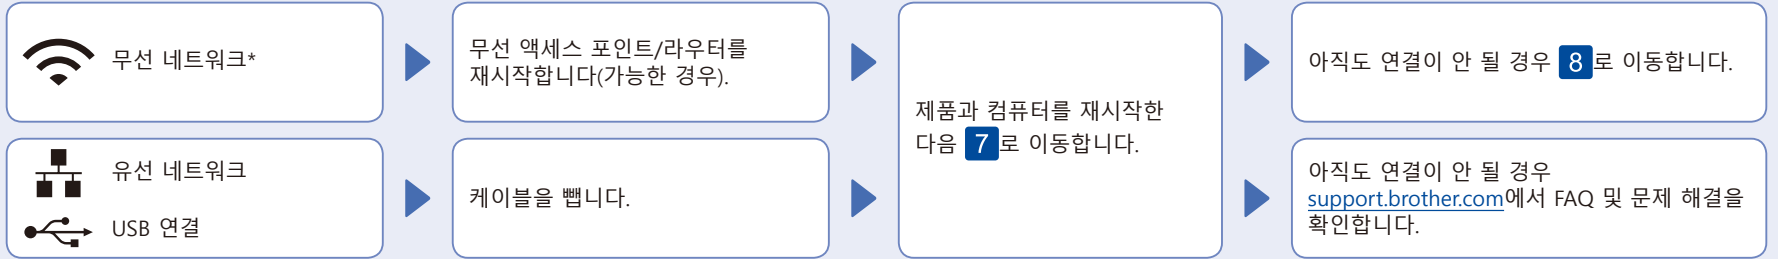 무선 네트워크*
무선 액세스 포인트/라우터를
재시작합니다(가능한 경우).
유선 네트워크
USB 연결
케이블을 뺍니다.
제품과 컴퓨터를 재시작한
다음 7로 이동합니다.
아직도 연결이 안 될 경우 8로 이동합니다.
아직도 연결이 안 될 경우
support.brother.com에서 FAQ 및 문제 해결을
확인합니다.